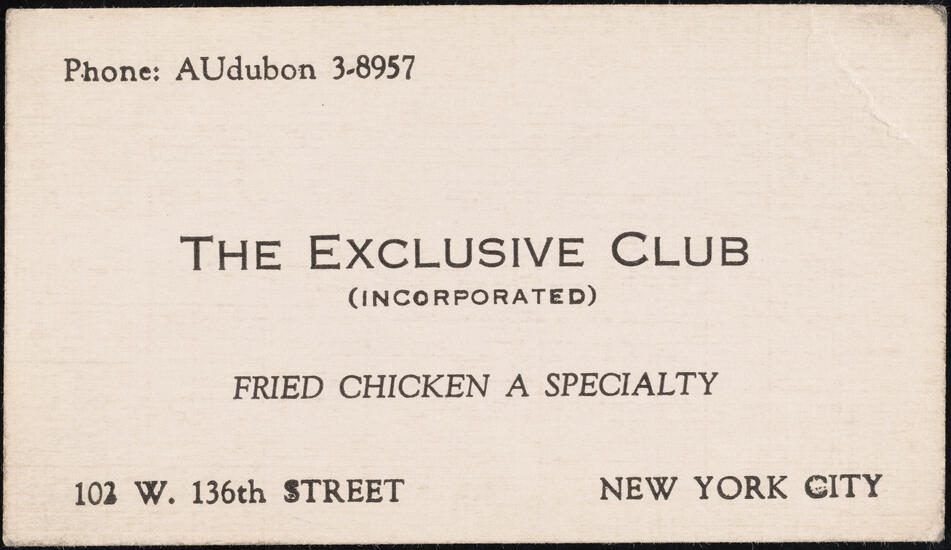 Phone: AUdubon 3-8957
THE EXCLUSIVE CLUB
(INCORPORATED)
FRIED CHICKEN A SPECIALTY
102 W. 136th STREET NEW YORK CITY